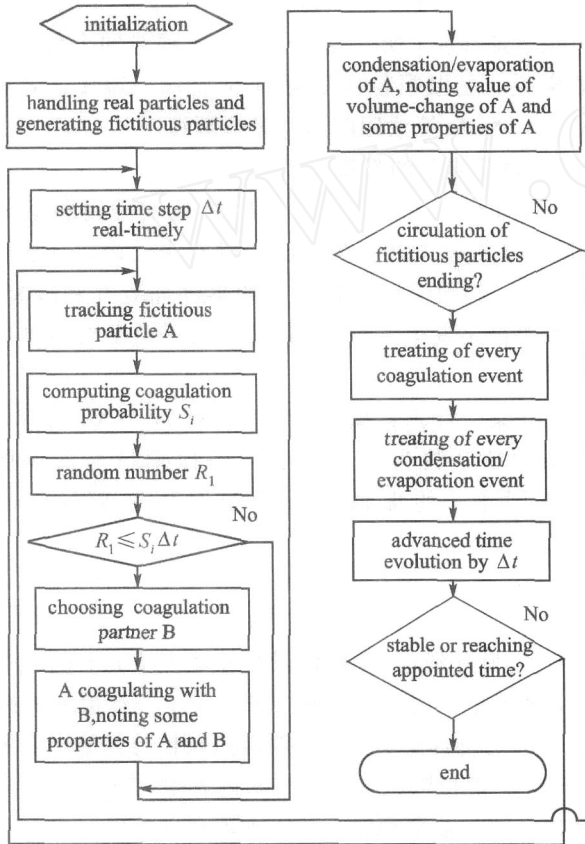 initialization
handling real particles and
generating fictitious particles
setting time step Δt
real-timely
tracking fictitious
particle A
computing coagulation
probability S_i
random number R_1
No
R_1 ≤ S_i Δt
choosing coagulation
partner B
A coagulating with
B,noting some
properties of A and B
condensation/evaporation
of A, noting value of
volume-change of A and
some properties of A
No
circulation of
fictitious particles
ending?
treating of every
coagulation event
treating of every
condensation/
evaporation event
advanced time
evolution by Δt
No
stable or reaching
appointed time?
end